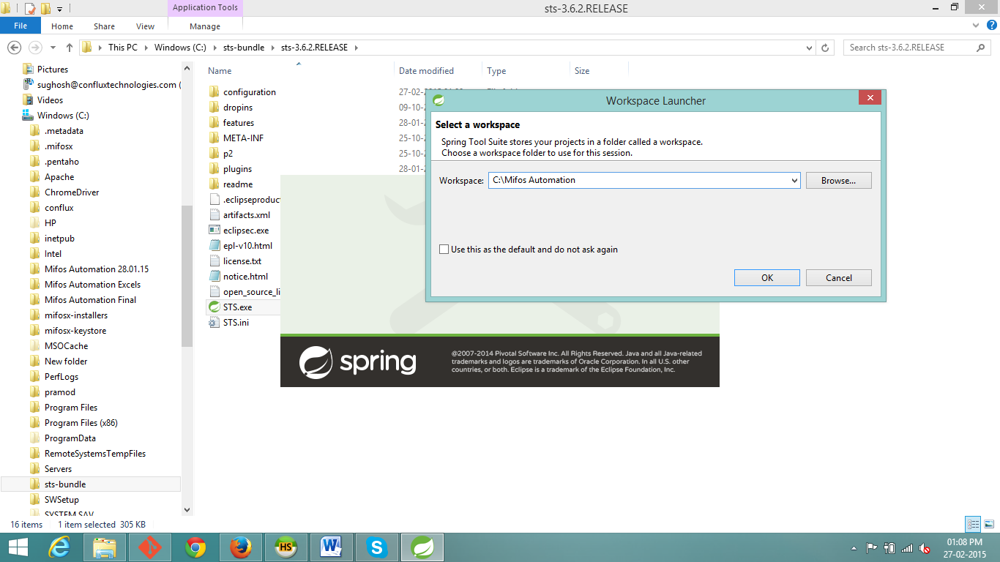 Application Tools
sts-3.6.2.RELEASE
File Home Share View Manage
This PC Windows (C:) sts-bundle sts-3.6.2.RELEASE
Search sts-3.6.2.RELEASE
Pictures
sughosh@confluxtechnologies.com (
Videos
Windows (C:)
.metadata
.mifosx
.pentaho
Apache
ChromeDriver
conflux
HP
inetpub
Intel
Mifos Automation 28.01.15
Mifos Automation Excels
Mifos Automation Final
mifosx-installers
mifosx-keystore
MSOCache
New folder
PerfLogs
pramod
Program Files
Program Files (x86)
ProgramData
RemoteSystemsTempFiles
Servers
sts-bundle
SWSetup
SYSTEM.SAV
Name Date modified Type Size
configuration 27-02-
dropins 09-10-
features 28-01-
META-INF 25-10-
p2 25-10-
plugins 28-01-
readme
.eclipseproduct
artifacts.xml
eclipsec.exe
epl-v10.html
license.txt
notice.html
open_source_li
STS.exe
STS.ini
Workspace Launcher
Select a workspace
Spring Tool Suite stores your projects in a folder called a workspace.
Choose a workspace folder to use for this session.
Workspace: C:\Mifos Automation Browse...
Use this as the default and do not ask again
OK Cancel
spring
@2007-2014 Pivotal Software Inc. All Rights Reserved. Java and all Java-related
trademarks and logos are trademarks of Oracle Corporation. In all U.S. other
countries, or both. Eclipse is a trademark of the Eclipse Foundation, Inc.
16 items 1 item selected 305 KB
HS
01:08 PM
27-02-2015